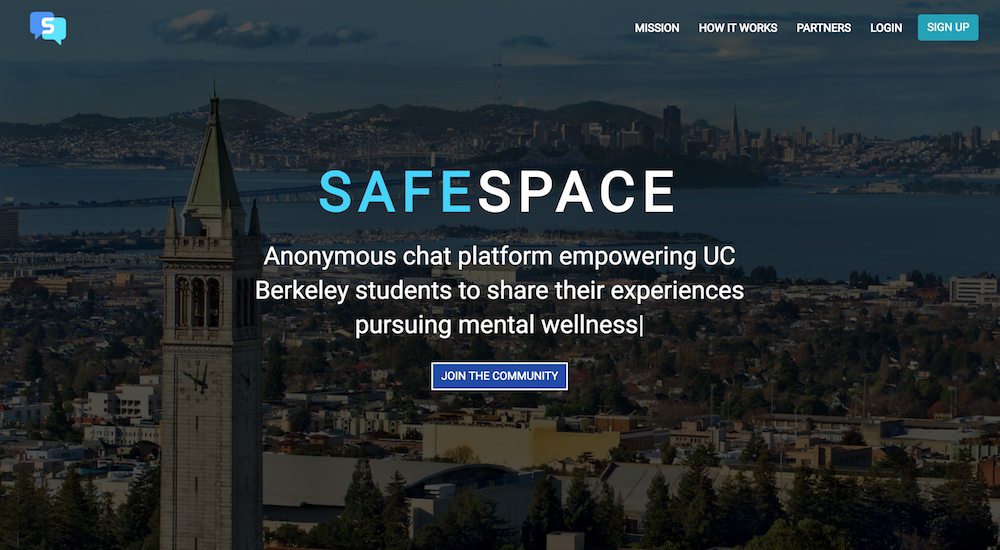 S
MISSION HOW IT WORKS PARTNERS LOGIN SIGN UP
SAFESPACE
Anonymous chat platform empowering UC
Berkeley students to share their experiences
pursuing mental wellness|
JOIN THE COMMUNITY